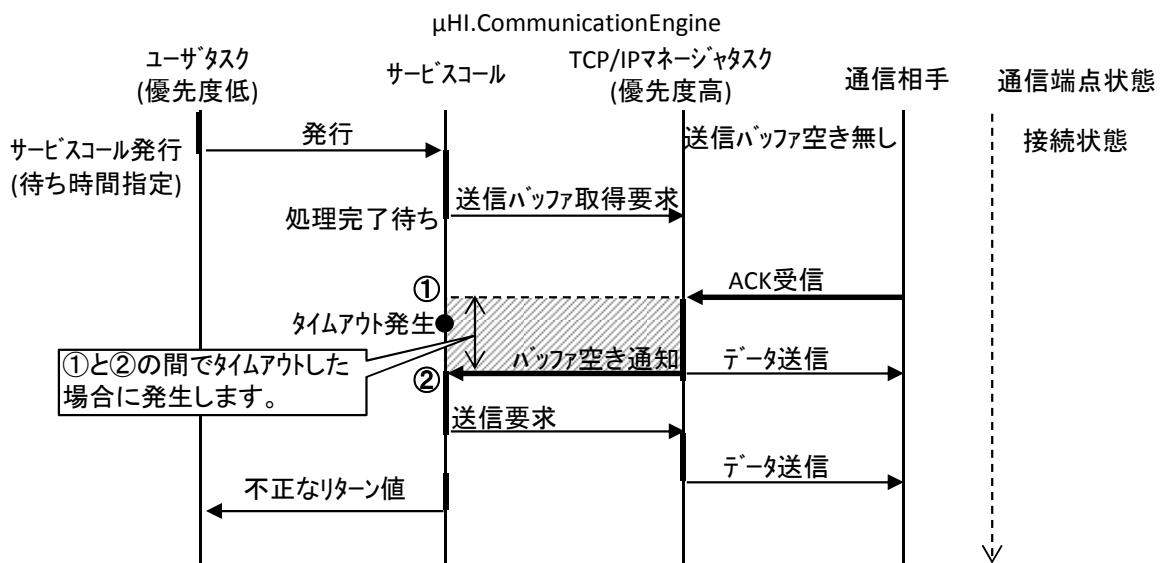 μHI.CommunicationEngine
ﾕｰｻﾞﾀｽｸ
(優先度低)
ｻｰﾋﾞｽｺｰﾙ
TCP/IPﾏﾈｰｼﾞｬﾀｽｸ
(優先度高)
通信相手
通信端点状態
ｻｰﾋﾞｽｺｰﾙ発行
(待ち時間指定)
発行
送信ﾊﾞｯﾌｧ空き無し
接続状態
処理完了待ち
送信ﾊﾞｯﾌｧ取得要求
①
ACK受信
ﾀｲﾑｱｳﾄ発生
①と②の間でﾀｲﾑｱｳﾄした
場合に発生します。
②
ﾊﾞｯﾌｧ空き通知
ﾃﾞｰﾀ送信
送信要求
ﾃﾞｰﾀ送信
不正なﾘﾀｰﾝ値